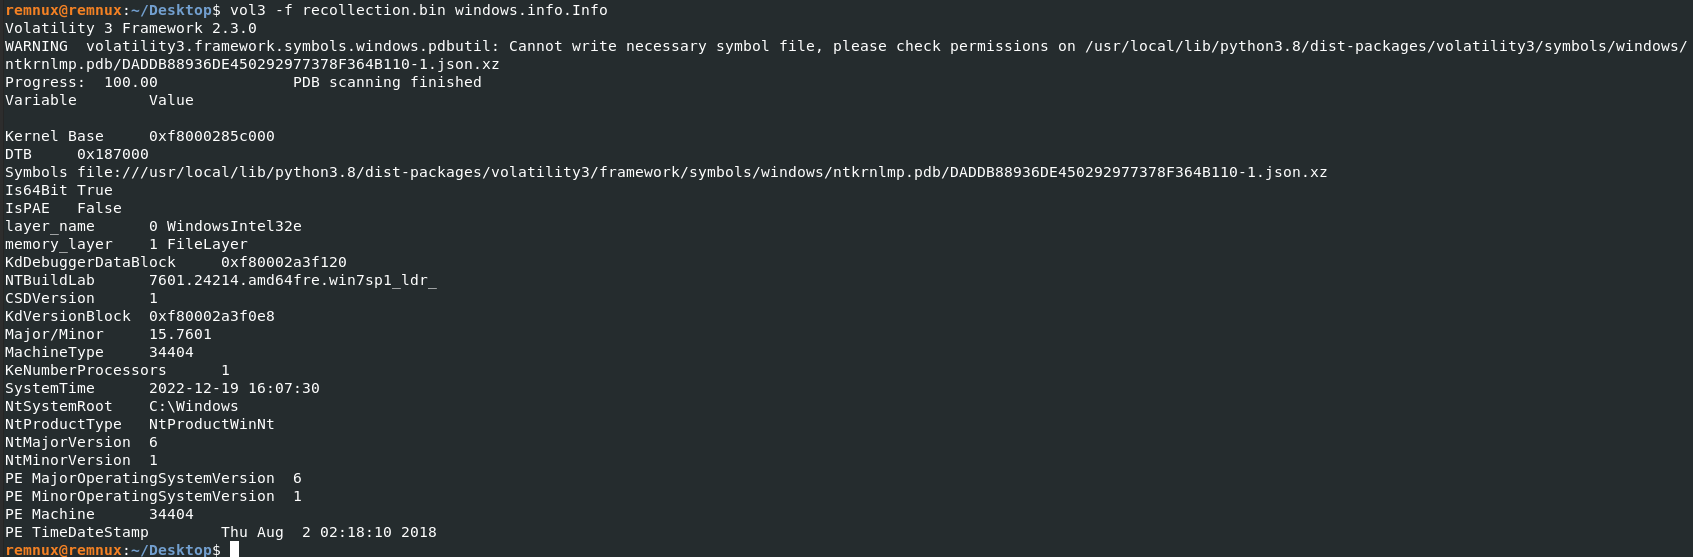 remnux@remnux:~/Desktop$ vol3 -f recollection.bin windows.info.Info
Volatility 3 Framework 2.3.0
WARNING  volatility3.framework.symbols.windows.pdbutil: Cannot write necessary symbol file, please check permissions on /usr/local/lib/python3.8/dist-packages/volatility3/symbols/windows/
ntkrnlmp.pdb/DADDB88936DE450292977378F364B110-1.json.xz
Progress:  100.00               PDB scanning finished
Variable        Value

Kernel Base     0xf8000285c000
DTB     0x187000
Symbols file:///usr/local/lib/python3.8/dist-packages/volatility3/framework/symbols/windows/ntkrnlmp.pdb/DADDB88936DE450292977378F364B110-1.json.xz
Is64Bit True
IsPAE   False
layer_name      0 WindowsIntel32e
memory_layer    1 FileLayer
KdDebuggerDataBlock     0xf80002a3f120
NTBuildLab      7601.24214.amd64fre.win7sp1_ldr_
CSDVersion      1
KdVersionBlock  0xf80002a3f0e8
Major/Minor     15.7601
MachineType     34404
KeNumberProcessors      1
SystemTime      2022-12-19 16:07:30
NtSystemRoot    C:\Windows
NtProductType   NtProductWinNt
NtMajorVersion  6
NtMinorVersion  1
PE MajorOperatingSystemVersion  6
PE MinorOperatingSystemVersion  1
PE Machine      34404
PE TimeDateStamp        Thu Aug  2 02:18:10 2018
remnux@remnux:~/Desktop$